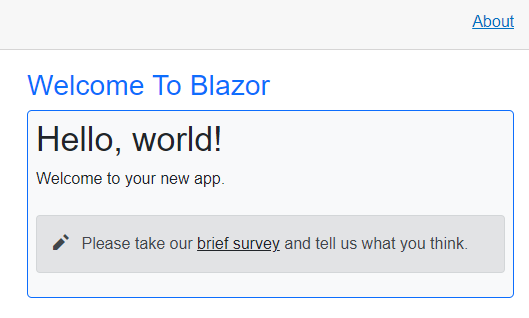 About
Welcome To Blazor
Hello, world!
Welcome to your new app.
Please take our brief survey and tell us what you think.